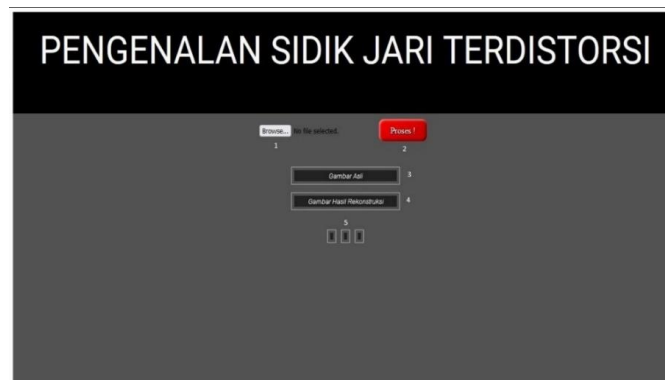 PENGENALAN SIDIK JARI TERDISTORSI
Browse... No file selected. Proses !
1 2
Gambar Asli 3
Gambar Hasil Rekonstruksi 4
5